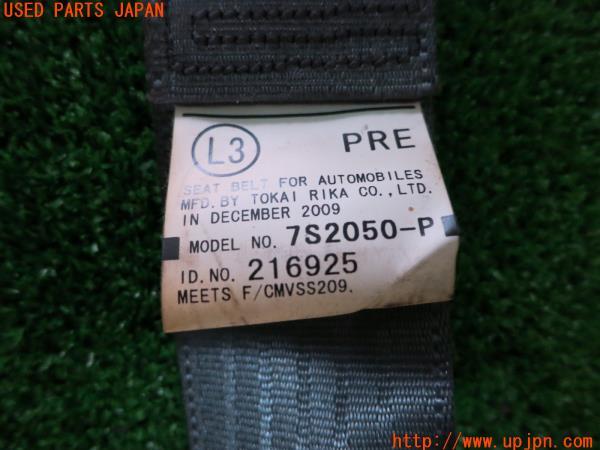 USED PARTS JAPAN
L3
PRE
SEAT BELT FOR AUTOMOBILES
MFD. BY TOKAI RIKA CO.,LTD.
IN DECEMBER 2009
MODEL NO. 7S2050-P
ID.NO. 216925
MEETS F/CMVSS209.
http://www.upjpn.com/